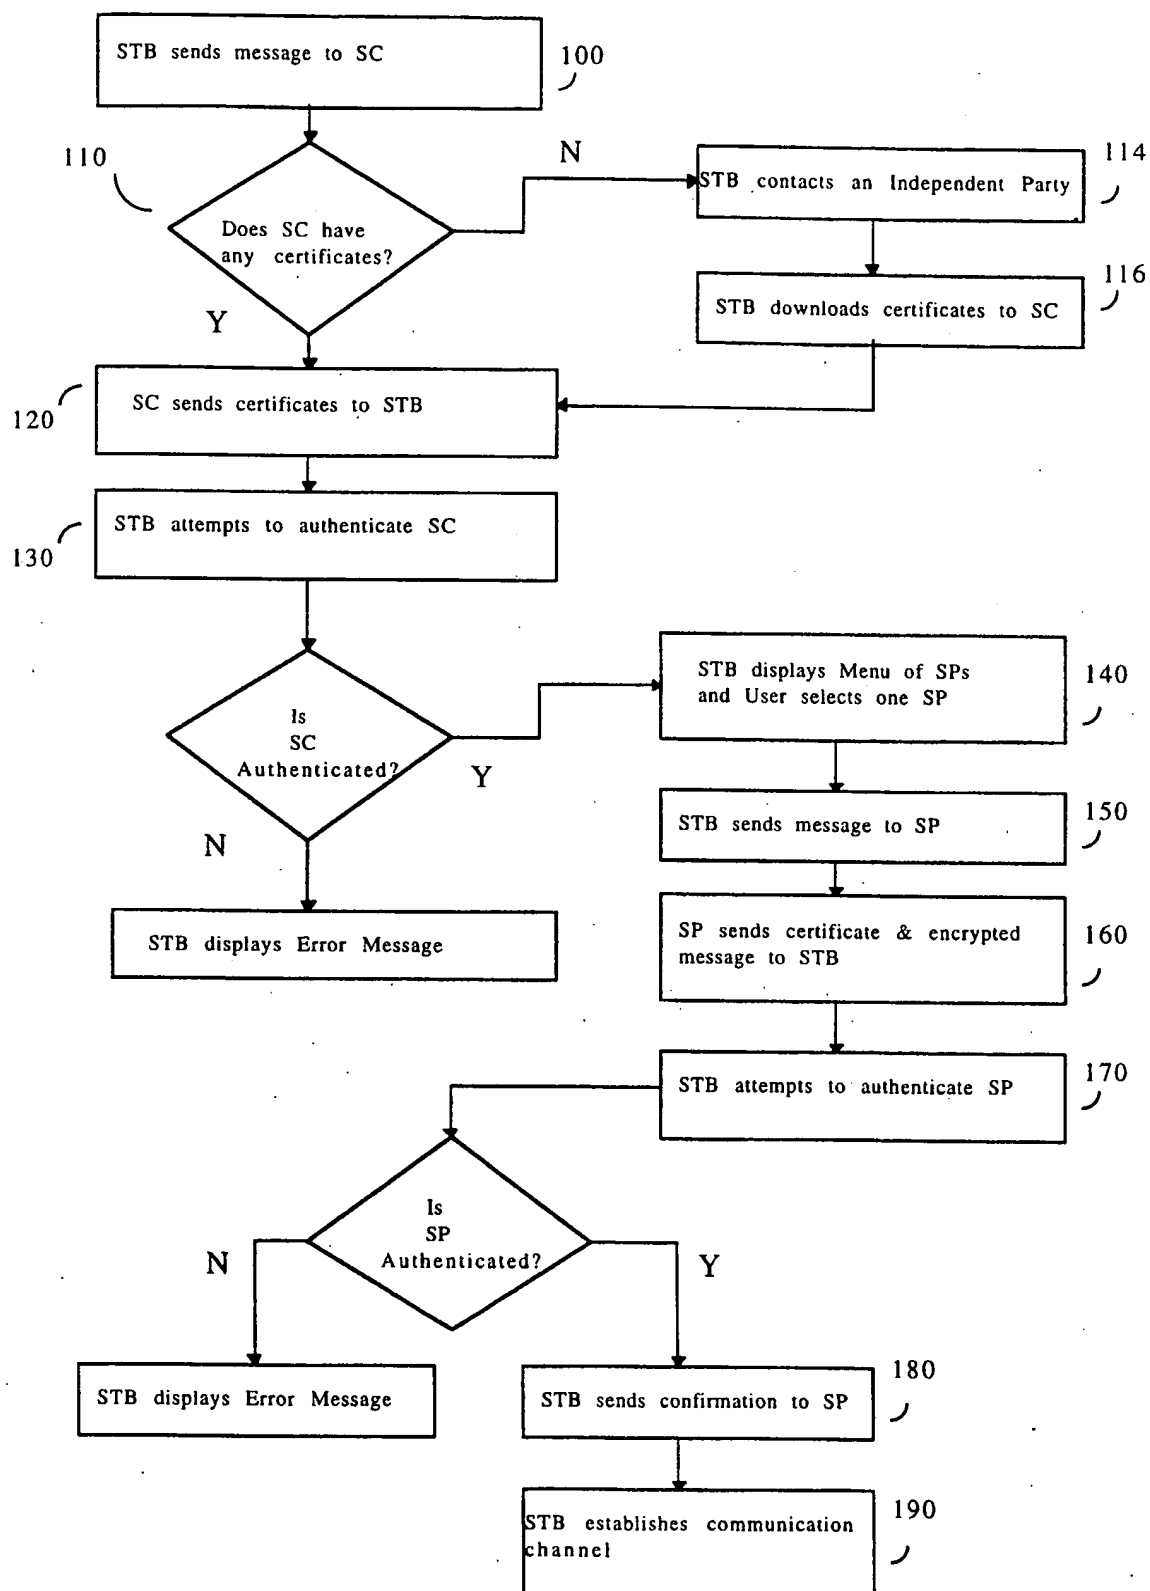 STB sends message to SC
100
110
N
114
STB contacts an Independent Party
Does SC have
any certificates?
116
STB downloads certificates to SC
Y
120
SC sends certificates to STB
130
STB attempts to authenticate SC
140
STB displays Menu of SPs
and User selects one SP
Is
SC
Authenticated?
Y
150
STB sends message to SP
N
STB displays Error Message
160
SP sends certificate & encrypted
message to STB
170
STB attempts to authenticate SP
Is
SP
Authenticated?
N
Y
STB displays Error Message
180
STB sends confirmation to SP
190
STB establishes communication
channel